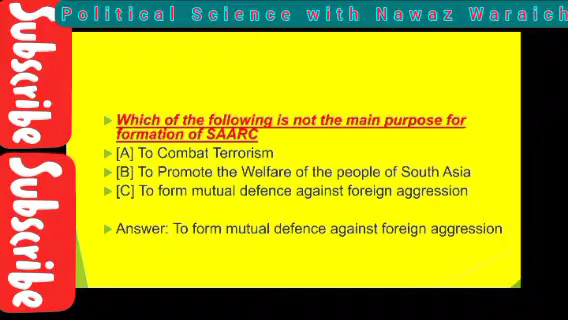 Political Science with Nawaz Waraich
Subscribe
Subscribe
Which of the following is not the main purpose for
formation of SAARC
[A] To Combat Terrorism
[B] To Promote the Welfare of the people of South Asia
[C] To form mutual defence against foreign aggression
Answer: To form mutual defence against foreign aggression